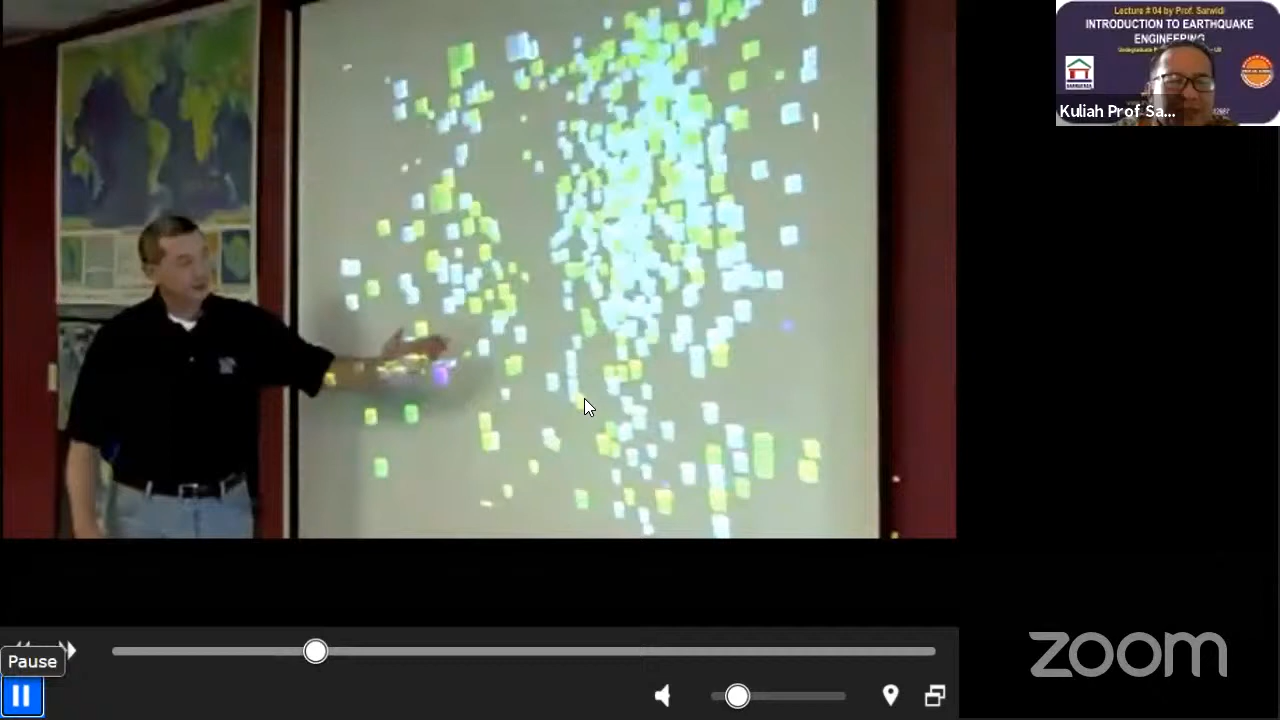 Lecture # 04 by Prof. Sarwidi
INTRODUCTION TO EARTHQUAKE
ENGINEERING
Kuliah Prof Sa...
Pause
zoom